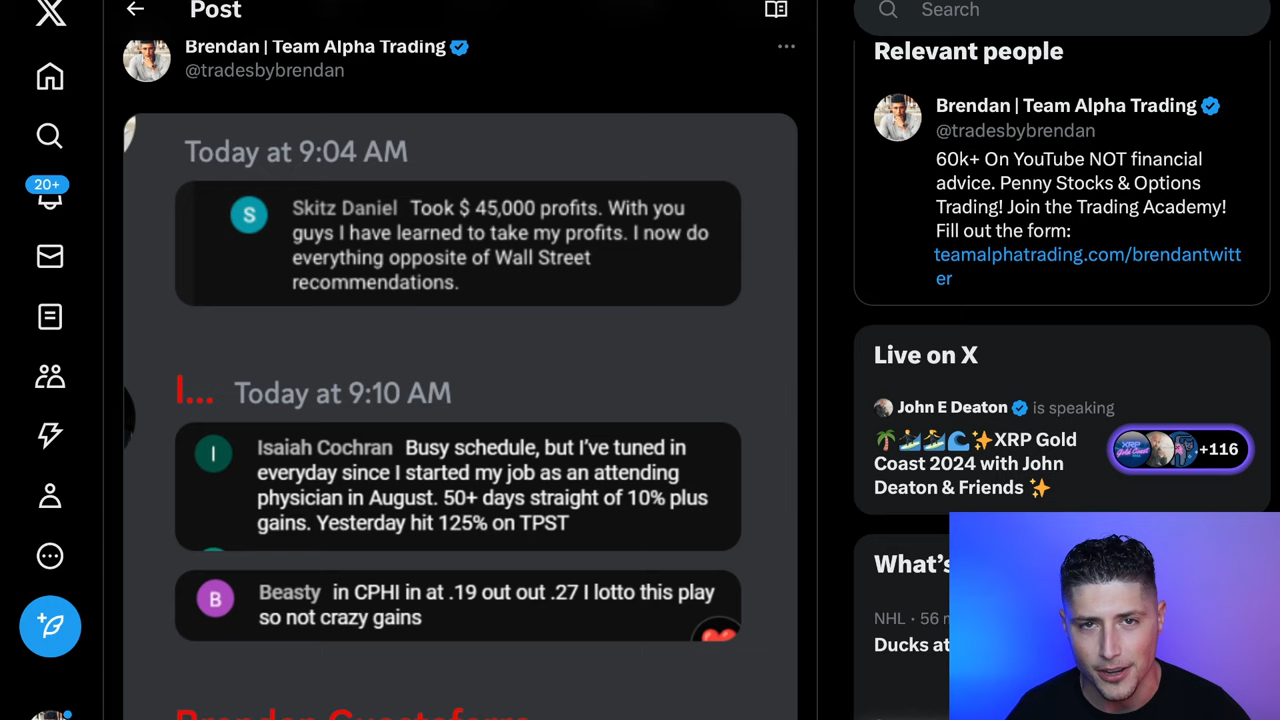 Post
Search
Brendan | Team Alpha Trading
@tradesbybrendan
Today at 9:04 AM
S
Skitz Daniel Took $ 45,000 profits. With you
guys I have learned to take my profits. I now do
everything opposite of Wall Street
recommendations.
I... Today at 9:10 AM
I
Isaiah Cochran Busy schedule, but I've tuned in
everyday since I started my job as an attending
physician in August. 50+ days straight of 10% plus
gains. Yesterday hit 125% on TPST
B
Beasty in CPHI in at .19 out out .27 I lotto this play
so not crazy gains
20+
Relevant people
Brendan | Team Alpha Trading
@tradesbybrendan
60k+ On YouTube NOT financial
advice. Penny Stocks & Options
Trading! Join the Trading Academy!
Fill out the form:
teamalphatrading.com/brendantwitt
er
Live on X
John E Deaton is speaking
XRP Gold
Coast 2024 with John
Deaton & Friends
XRP
+116
What's
NHL · 56 m
Ducks at